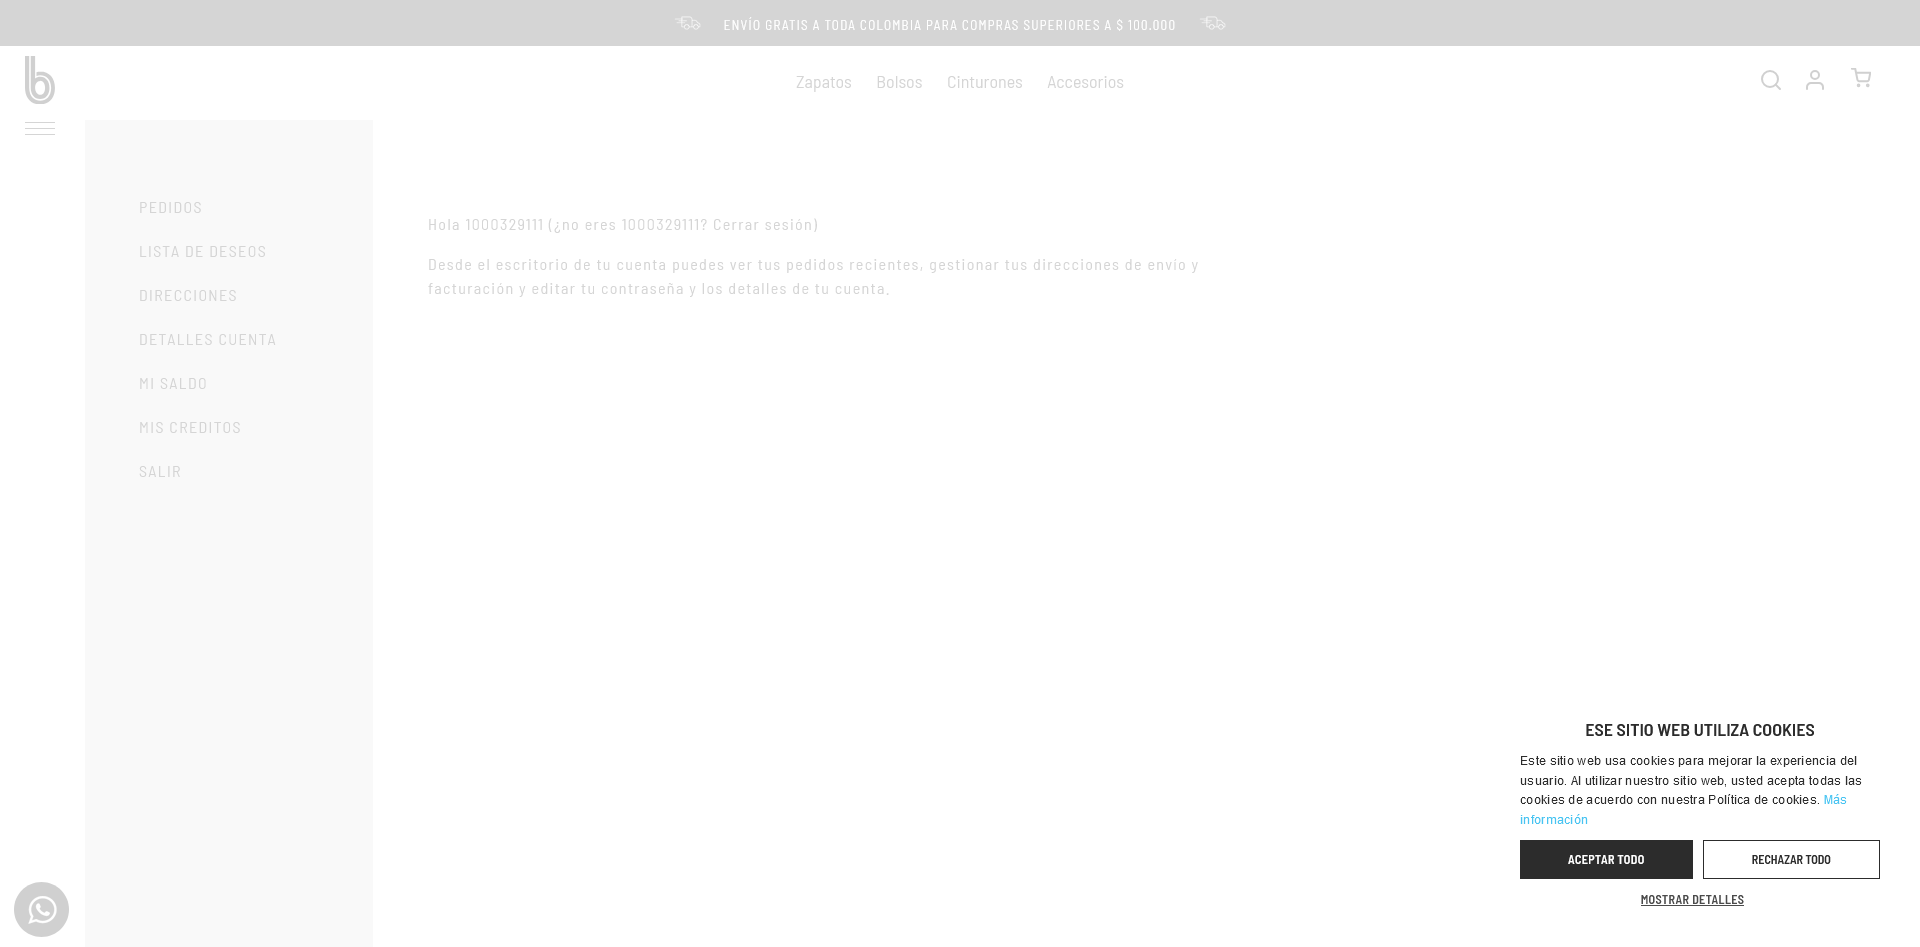 ENVÍO GRATIS A TODA COLOMBIA PARA COMPRAS SUPERIORES A $ 100.000
b
Zapatos Bolsos Cinturones Accesorios
PEDIDOS
LISTA DE DESEOS
DIRECCIONES
DETALLES CUENTA
MI SALDO
MIS CREDITOS
SALIR
Hola 1000329111 (¿no eres 1000329111? Cerrar sesión)
Desde el escritorio de tu cuenta puedes ver tus pedidos recientes, gestionar tus direcciones de envío y
facturación y editar tu contraseña y los detalles de tu cuenta.
ESE SITIO WEB UTILIZA COOKIES
Este sitio web usa cookies para mejorar la experiencia del
usuario. Al utilizar nuestro sitio web, usted acepta todas las
cookies de acuerdo con nuestra Política de cookies. Más
información
ACEPTAR TODO RECHAZAR TODO
MOSTRAR DETALLES